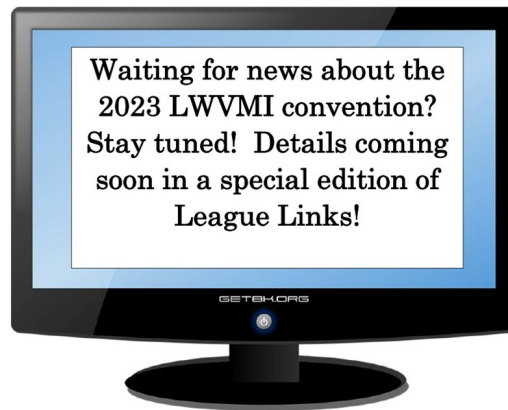 Waiting for news about the
2023 LWVMI convention?
Stay tuned!  Details coming
soon in a special edition of
League Links!
GET8K.ORG